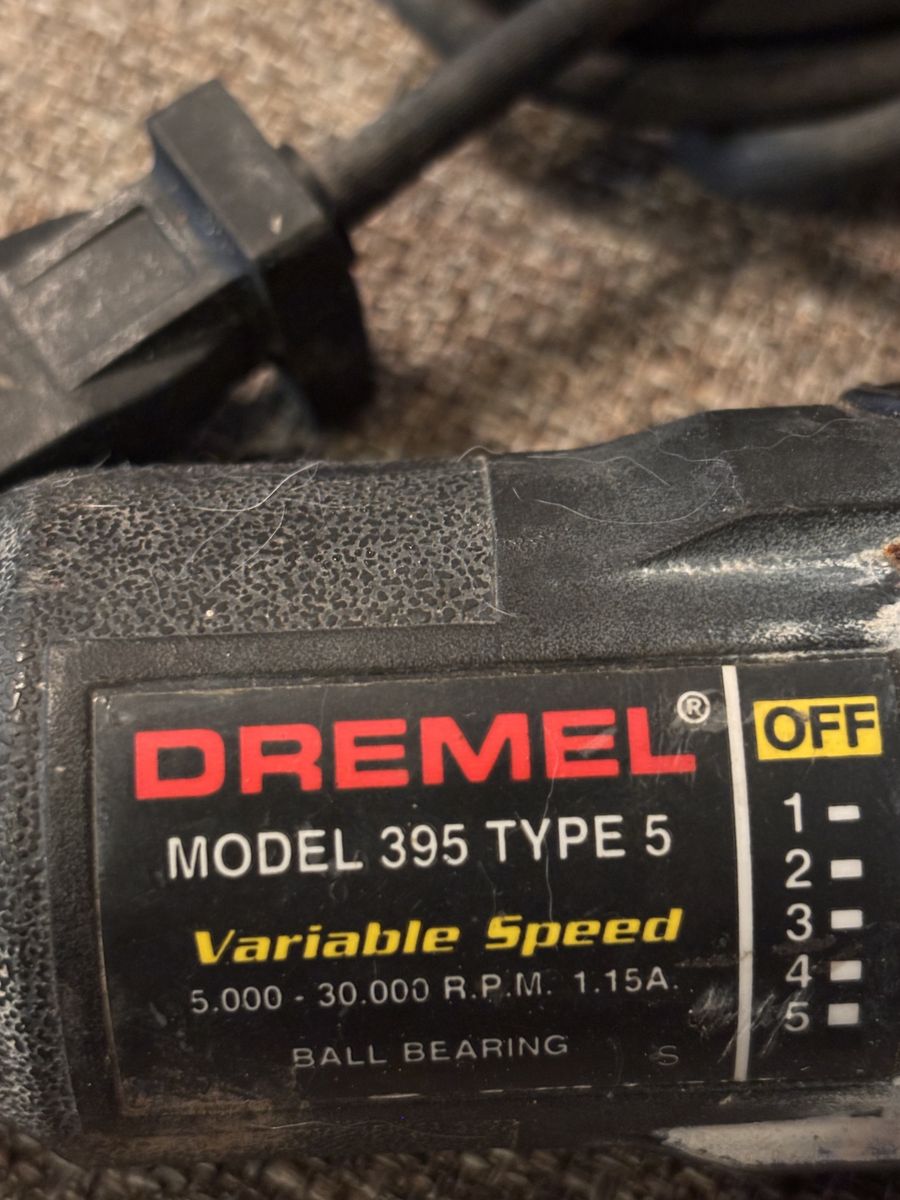 DREMEL®
MODEL 395 TYPE 5
Variable Speed
5.000 - 30.000 R.P.M. 1.15A.
BALL BEARING S
OFF
1
2
3
4
5